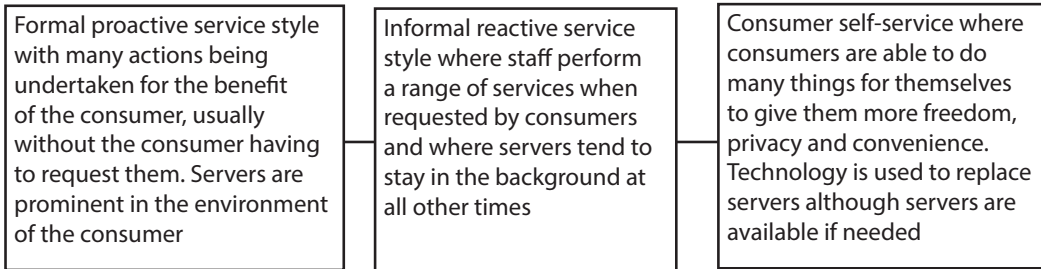 Formal proactive service style
with many actions being
undertaken for the benefit
of the consumer, usually
without the consumer having
to request them. Servers are
prominent in the environment
of the consumer
Informal reactive service
style where staff perform
a range of services when
requested by consumers
and where servers tend to
stay in the background at
all other times
Consumer self-service where
consumers are able to do
many things for themselves
to give them more freedom,
privacy and convenience.
Technology is used to replace
servers although servers are
available if needed